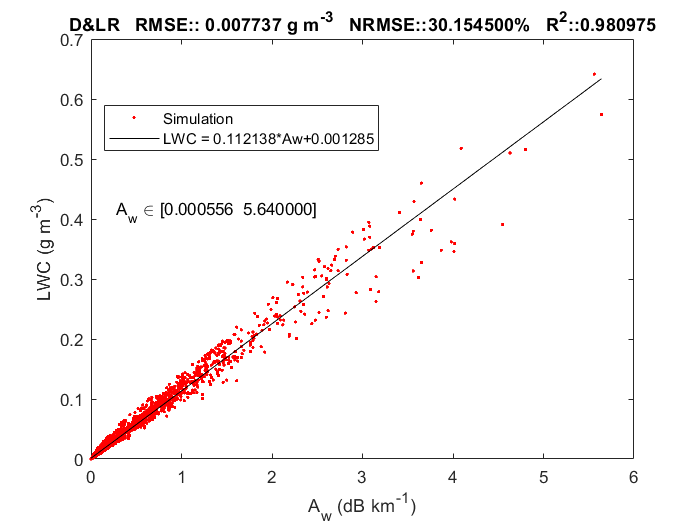 D&LR RMSE:: 0.007737 g m-3 NRMSE::30.154500% R2::0.980975
0.7
0.6
0.5
0.4
0.3
0.2
0.1
0
LWC (g m-3)
Simulation
LWC = 0.112138*Aw+0.001285
Aw ∈ [0.000556 5.640000]
0 1 2 3 4 5 6
Aw (dB km-1)